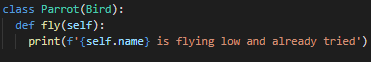 class Parrot(Bird):
  def fly(self):
    print(f'{self.name} is flying low and already tried')